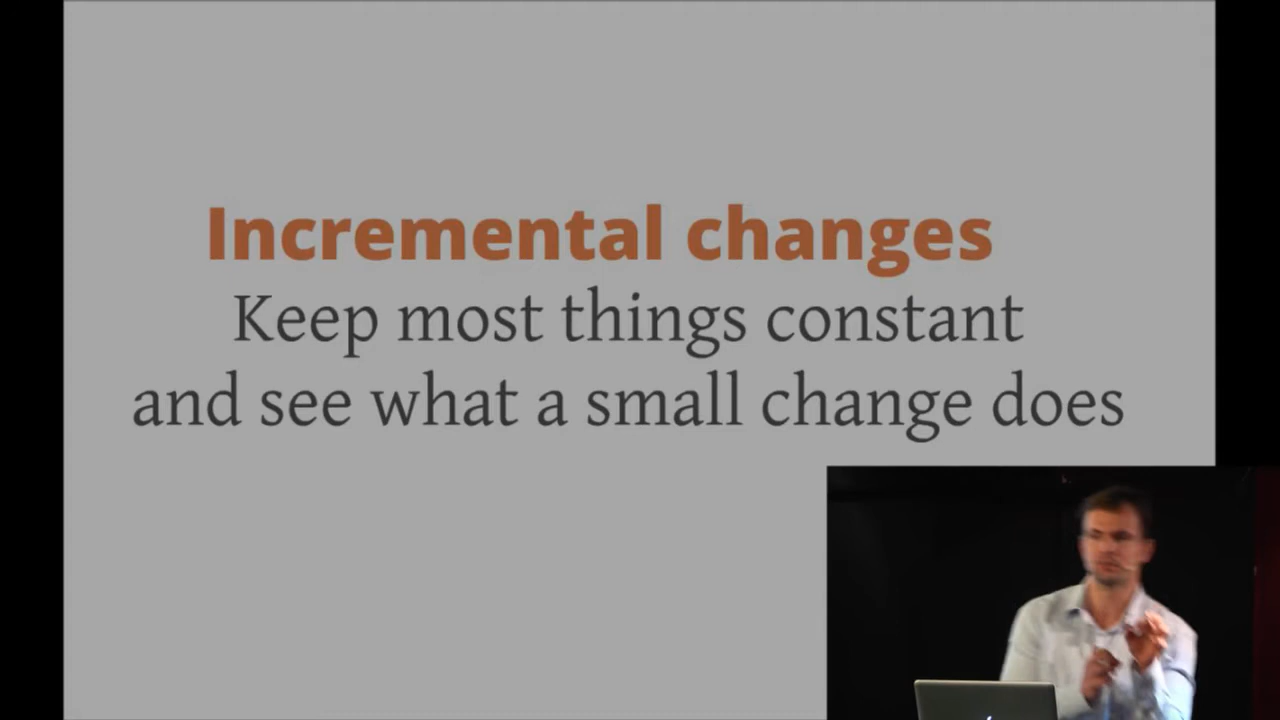 Incremental changes
Keep most things constant
and see what a small change does